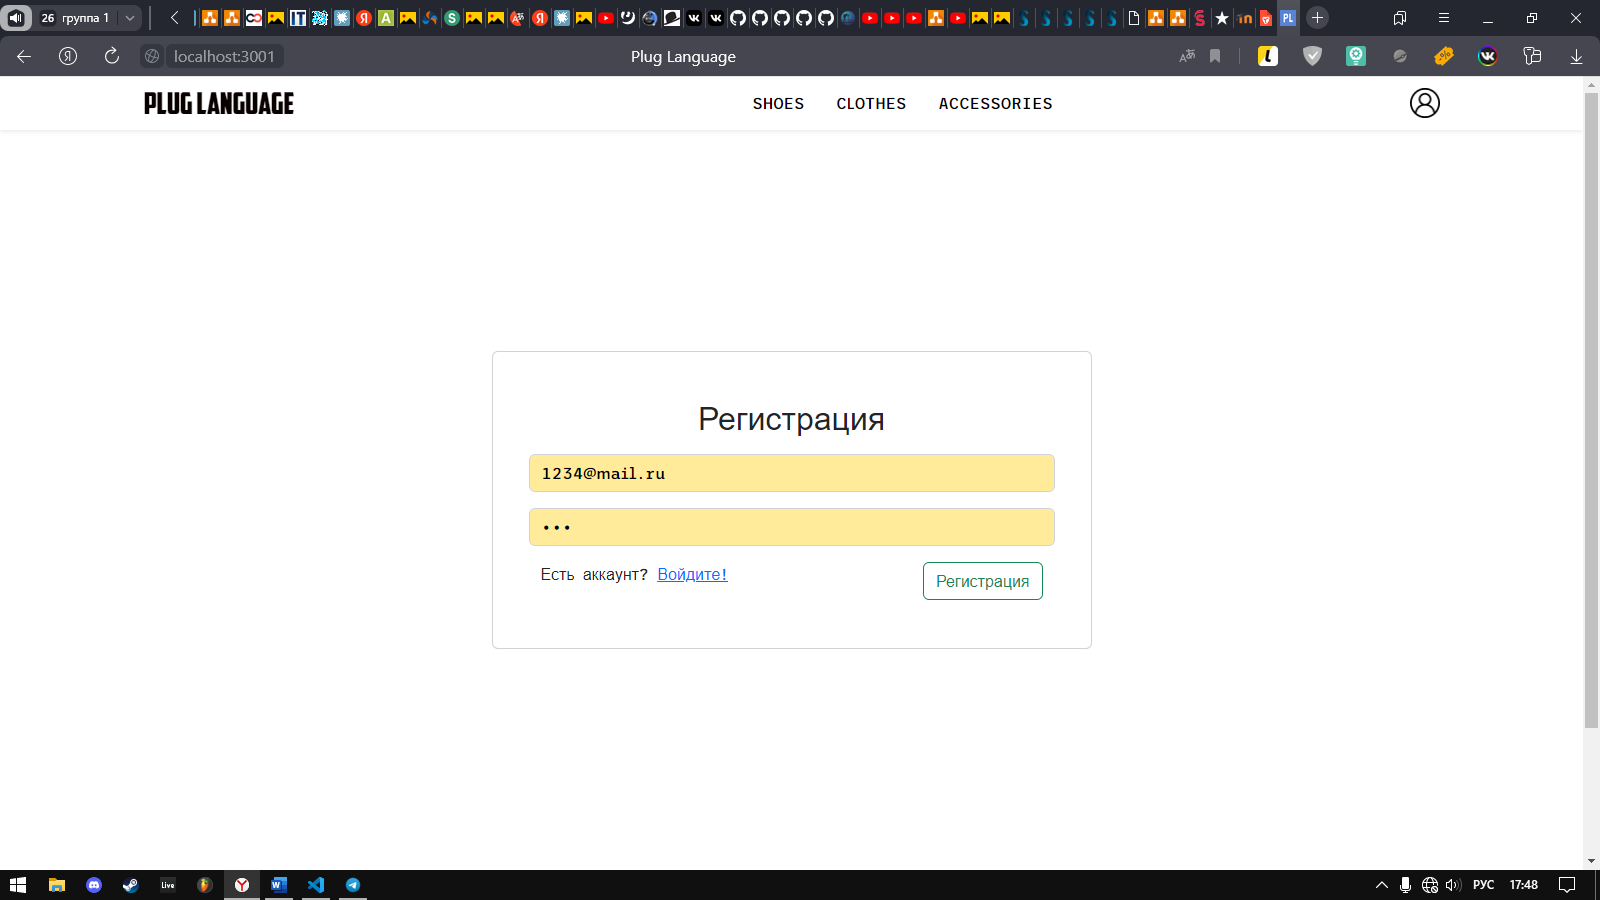 26 группа 1
localhost:3001
Plug Language
PLUG LANGUAGE
SHOES CLOTHES ACCESSORIES
Регистрация
1234@mail.ru
•••
Есть аккаунт? Войдите!
Регистрация
Live
РУС 17:48